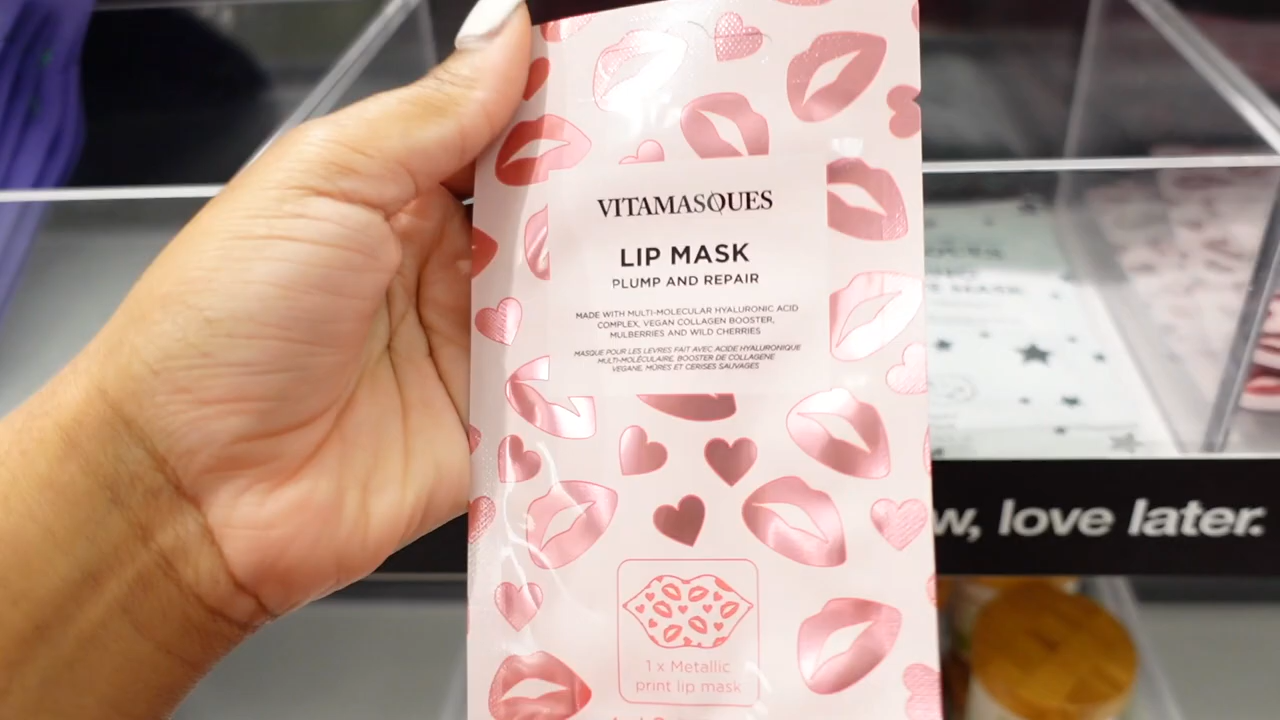 VITAMASQUES
LIP MASK
PLUMP AND REPAIR
MADE WITH MULTI-MOLECULAR HYALURONIC ACID
COMPLEX, VEGAN COLLAGEN BOOSTER,
MULBERRIES AND WILD CHERRIES
MASQUE POUR LES LEVRES FAIT AVEC ACIDE HYALURONIQUE
MULTI-MOLÉCULAIRE, BOOSTER DE COLLAGENE
VEGANE, MÛRES ET CERISES SAUVAGES
1 x Metallic
print lip mask
w, love later.
MASK